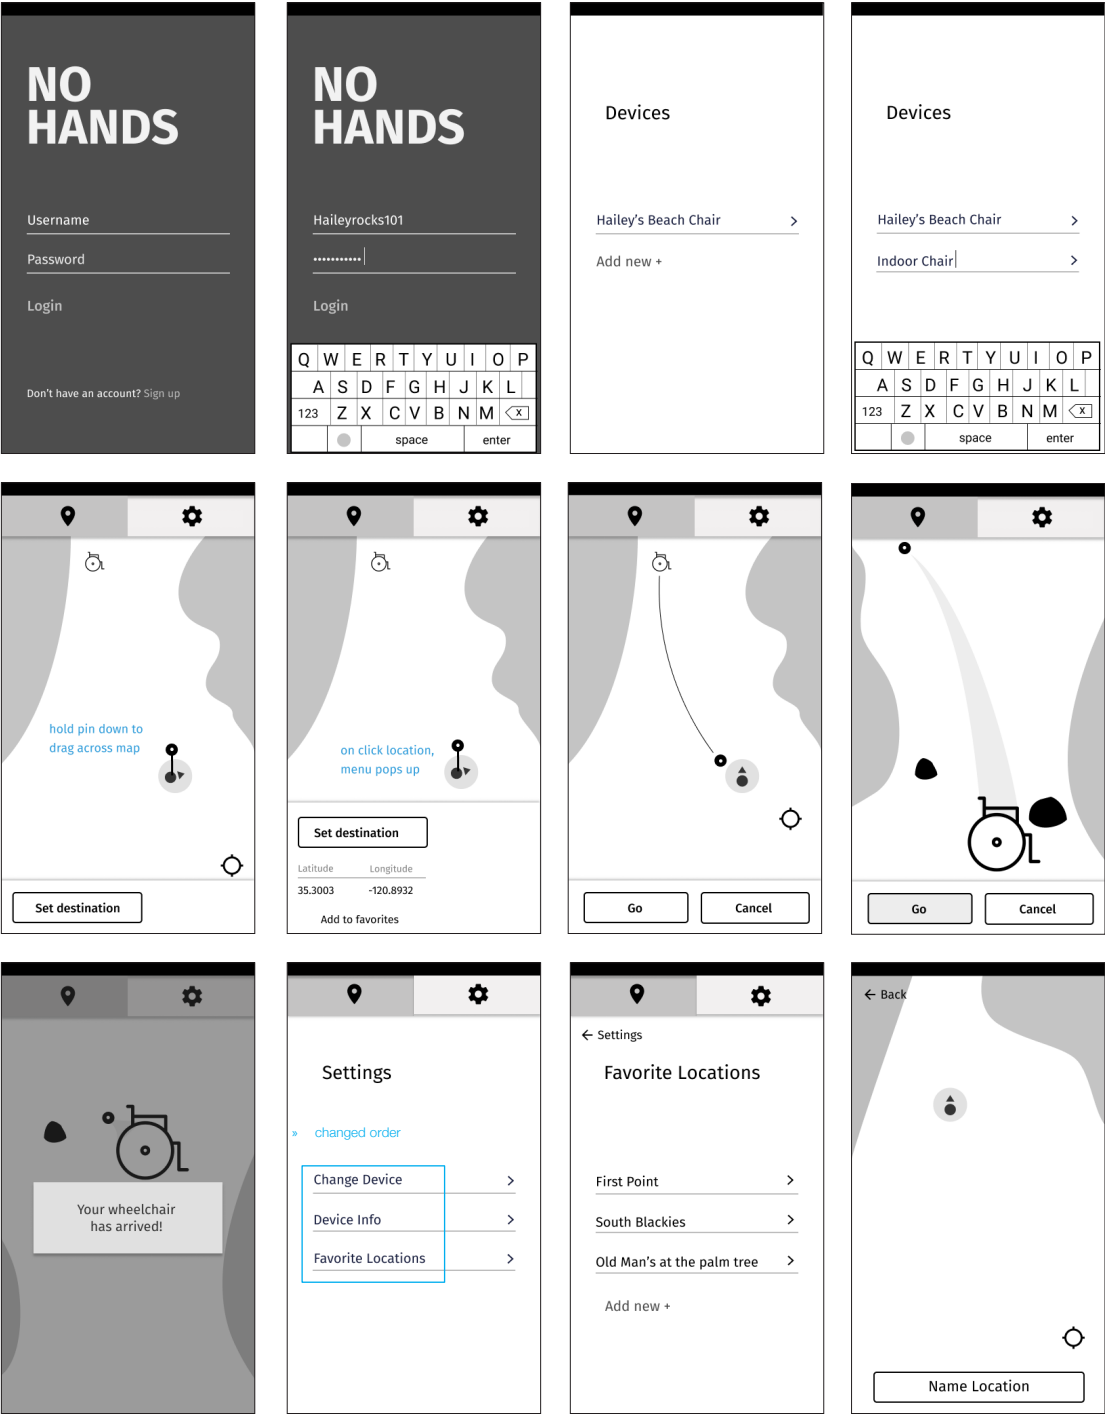 NO
HANDS
Username
Password
Login
Don't have an account? Sign up
NO
HANDS
Haileyrocks101
•••••••••••
Login
Q W E R T Y U I O P
A S D F G H J K L
123 Z X C V B N M X
space enter
Devices
Hailey's Beach Chair >
Add new +
Devices
Hailey's Beach Chair >
Indoor Chair >
Q W E R T Y U I O P
A S D F G H J K L
123 Z X C V B N M X
space enter
hold pin down to
drag across map
Set destination
on click location,
menu pops up
Set destination
Latitude Longitude
35.3003 -120.8932
Add to favorites
Go Cancel
Go Cancel
Your wheelchair
has arrived!
Settings
» changed order
Change Device >
Device Info >
Favorite Locations >
← Settings
Favorite Locations
First Point >
South Blackies >
Old Man's at the palm tree >
Add new +
← Back
Name Location